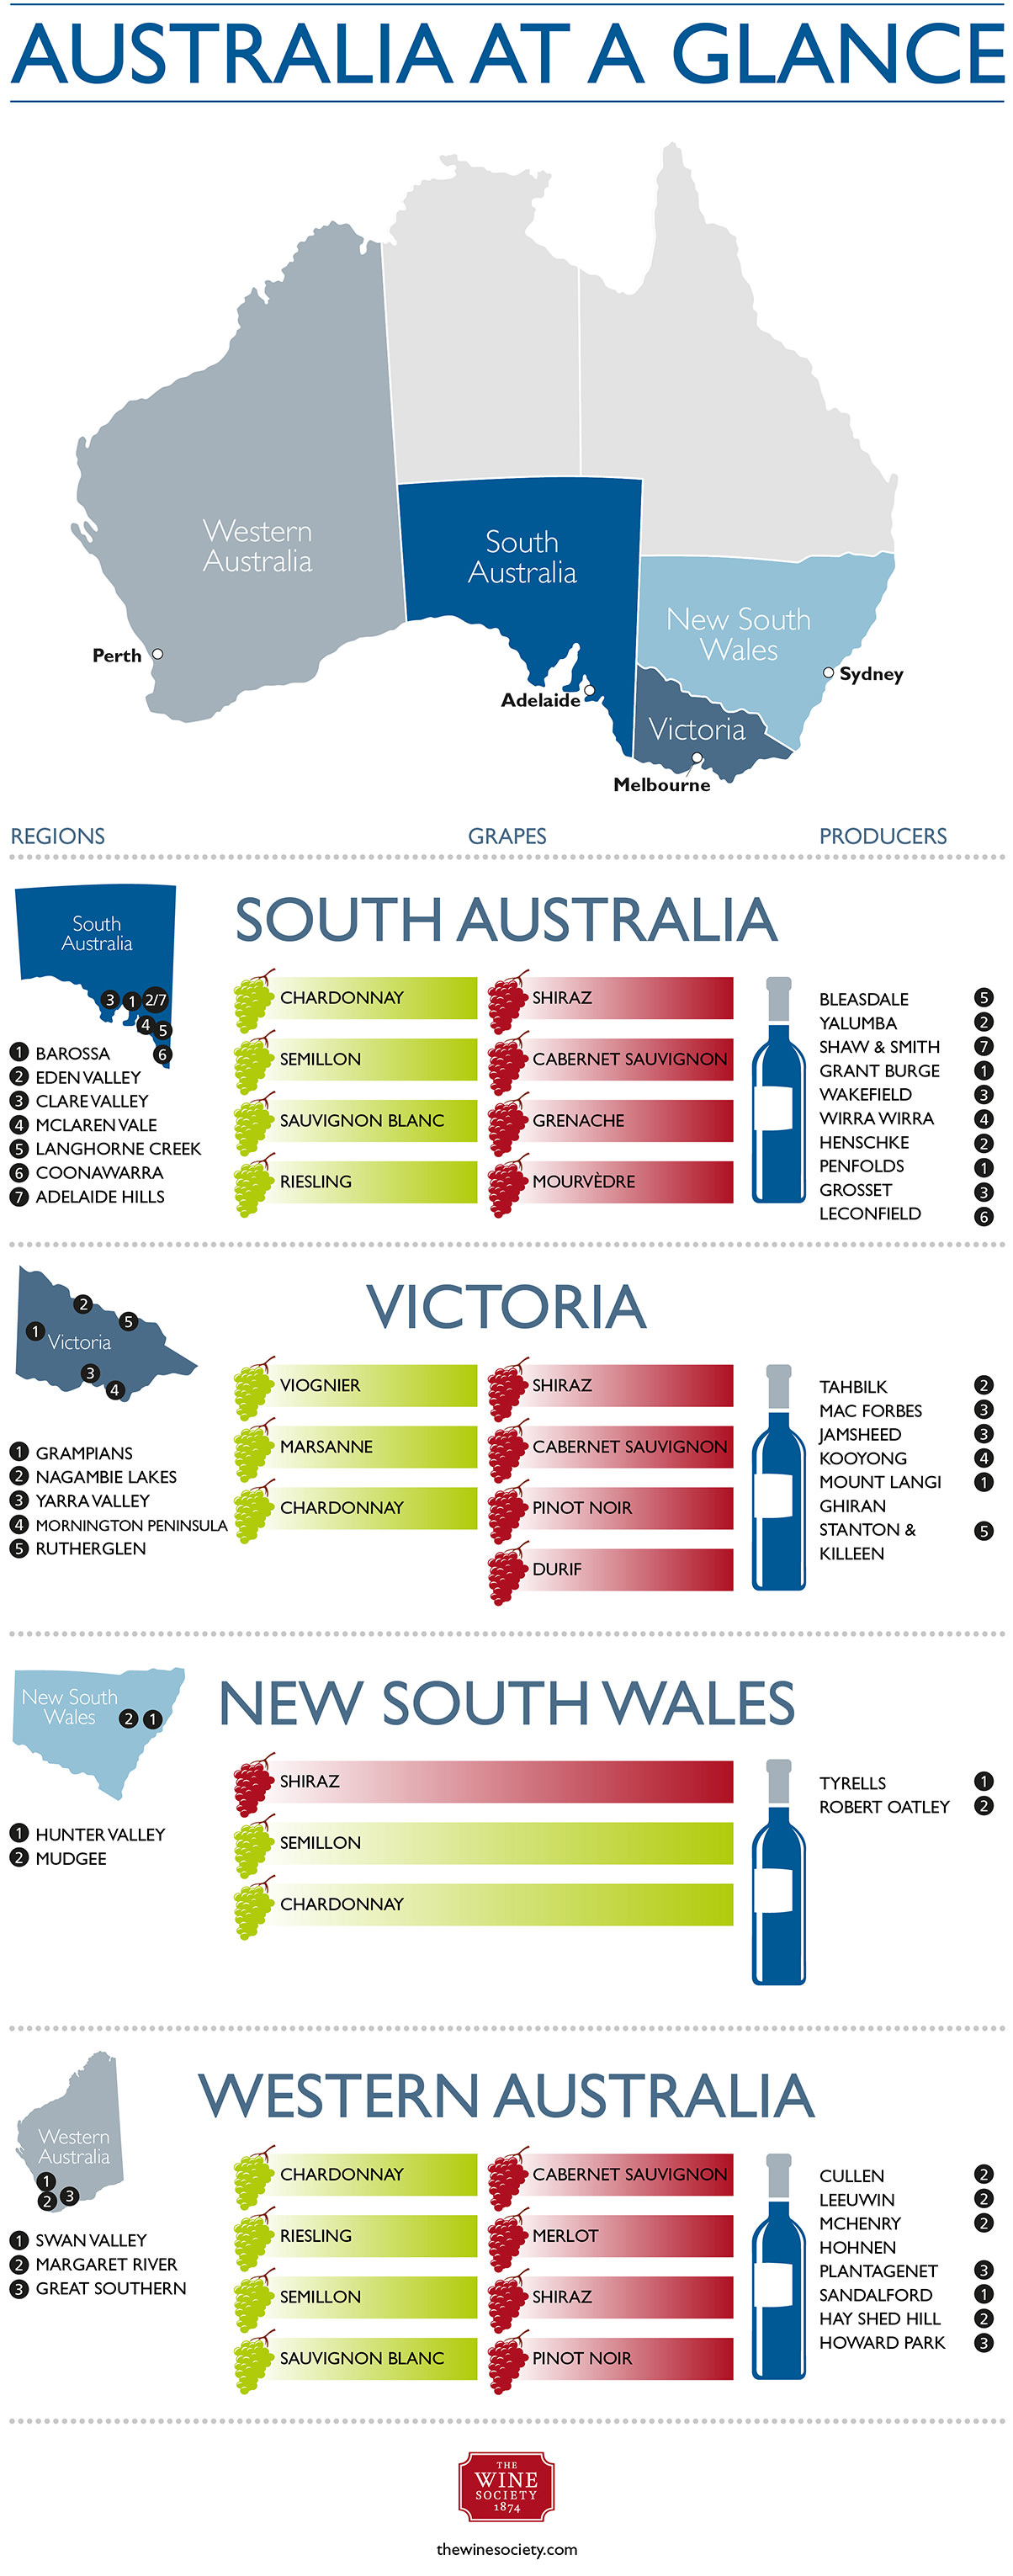 AUSTRALIA AT A GLANCE
Western
Australia
South
Australia
New South
Wales
Perth
Sydney
Adelaide
Victoria
Melbourne
REGIONS GRAPES PRODUCERS
South
Australia
3 1 2/7
4 5
6
1 BAROSSA
2 EDEN VALLEY
3 CLARE VALLEY
4 MCLAREN VALE
5 LANGHORNE CREEK
6 COONAWARRA
7 ADELAIDE HILLS
SOUTH AUSTRALIA
CHARDONNAY
SEMILLON
SAUVIGNON BLANC
RIESLING
SHIRAZ
CABERNET SAUVIGNON
GRENACHE
MOURVÈDRE
BLEASDALE 5
YALUMBA 2
SHAW & SMITH 7
GRANT BURGE 1
WAKEFIELD 3
WIRRA WIRRA 4
HENSCHKE 2
PENFOLDS 1
GROSSET 3
LECONFIELD 6
2
5
1 Victoria
3
4
1 GRAMPIANS
2 NAGAMBIE LAKES
3 YARRA VALLEY
4 MORNINGTON PENINSULA
5 RUTHERGLEN
VICTORIA
VIOGNIER
MARSANNE
CHARDONNAY
SHIRAZ
CABERNET SAUVIGNON
PINOT NOIR
DURIF
TAHBILK 2
MAC FORBES 3
JAMSHEED 3
KOOYONG 4
MOUNT LANGI 1
GHIRAN
STANTON & 5
KILLEEN
New South
Wales 2 1
1 HUNTER VALLEY
2 MUDGEE
NEW SOUTH WALES
SHIRAZ
SEMILLON
CHARDONNAY
TYRELLS 1
ROBERT OATLEY 2
Western
Australia
1
2 3
1 SWAN VALLEY
2 MARGARET RIVER
3 GREAT SOUTHERN
WESTERN AUSTRALIA
CHARDONNAY
RIESLING
SEMILLON
SAUVIGNON BLANC
CABERNET SAUVIGNON
MERLOT
SHIRAZ
PINOT NOIR
CULLEN 2
LEEUWIN 2
MCHENRY 2
HOHNEN
PLANTAGENET 3
SANDALFORD 1
HAY SHED HILL 2
HOWARD PARK 3
THE
WINE
SOCIETY
1874
thewinesociety.com